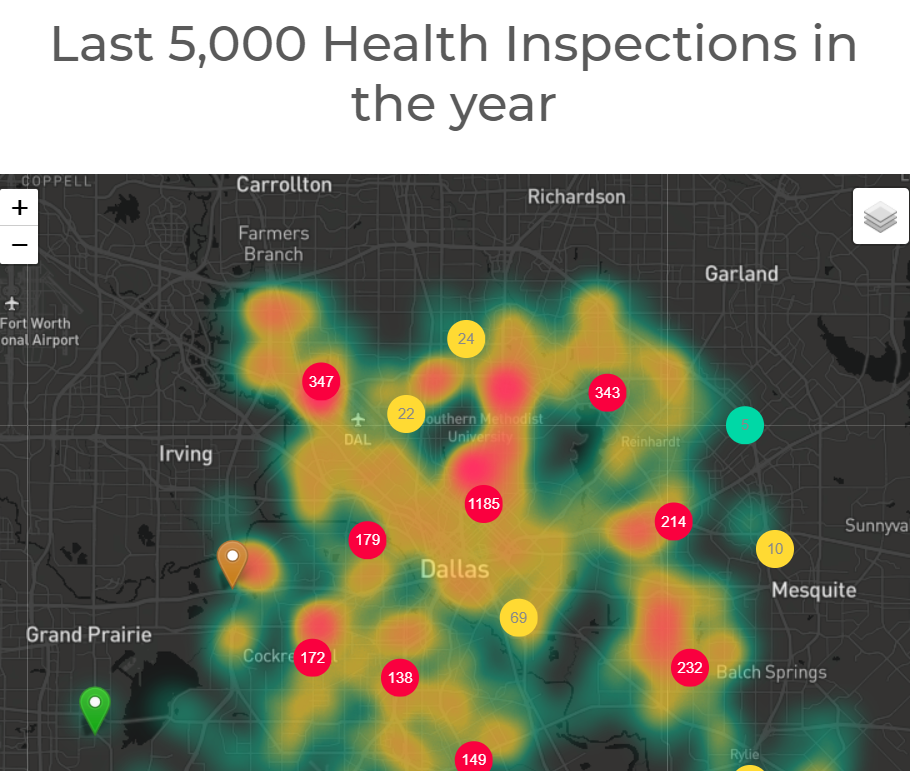 Last 5,000 Health Inspections in
the year
COPPELL
Carrollton
Richardson
+
−
Farmers
Branch
Garland
Fort Worth
onal Airport
24
347
343
22
5
DAL
outhern Methodist
University
Reinhardt
Irving
1185
214
Sunnyva
179
10
Dallas
Mesquite
69
Grand Prairie
Cockre
172
232
Balch Springs
138
149
Rylie